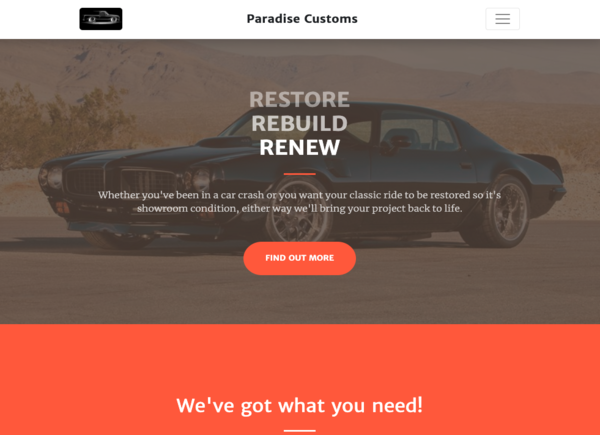 Paradise Customs
RESTORE
REBUILD
RENEW
Whether you've been in a car crash or you want your classic ride to be restored so it's
showroom condition, either way we'll bring your project back to life.
FIND OUT MORE
We've got what you need!